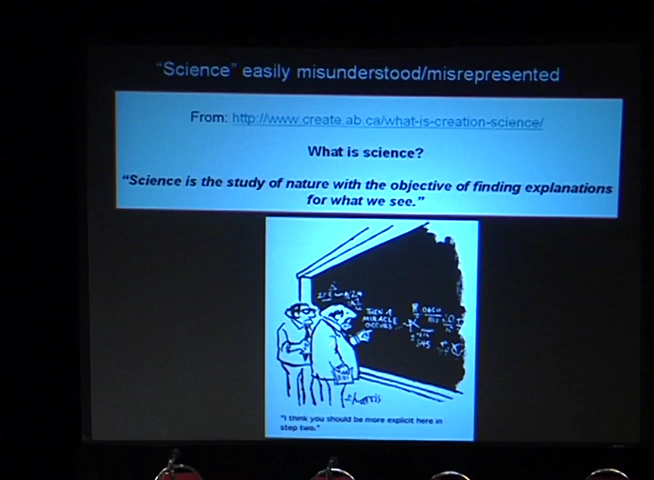 “Science” easily misunderstood/misrepresented
From: http://www.create.ab.ca/what-is-creation-science/
What is science?
“Science is the study of nature with the objective of finding explanations
for what we see.”
THEN A
MIRACLE
OCCURS
S.Harris
"I think you should be more explicit here in
step two."